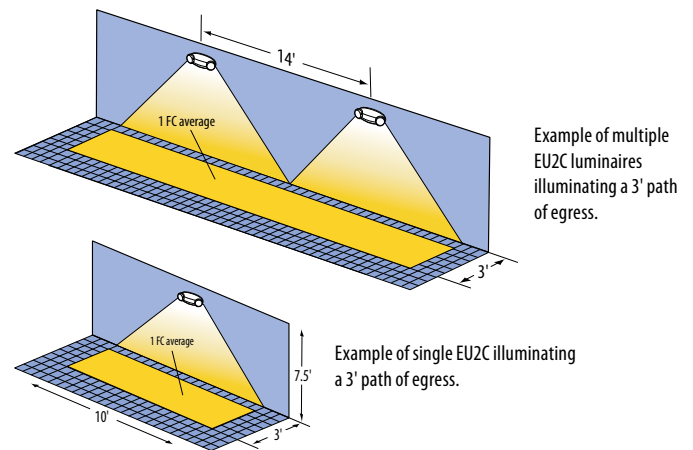 14'
1 FC average
Example of multiple
EU2C luminaires
illuminating a 3' path
of egress.
3'
1 FC average
7.5'
Example of single EU2C illuminating
a 3' path of egress.
10'
3'